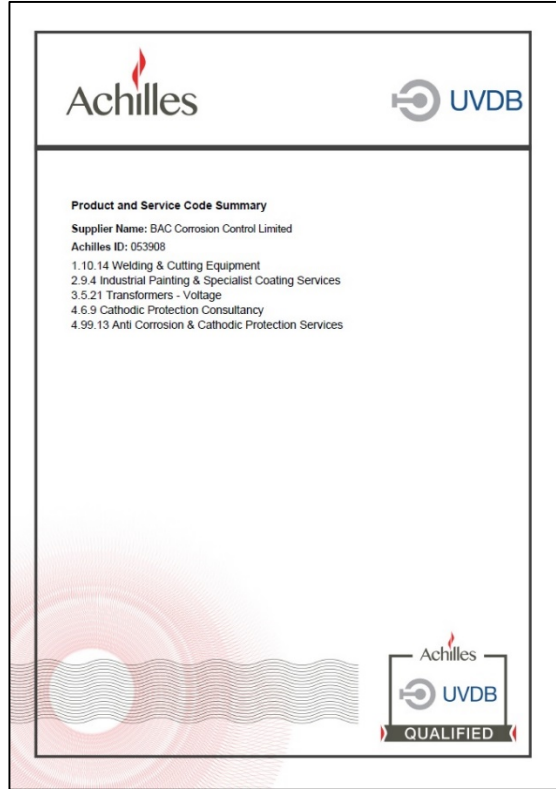 Achilles
UVDB
Product and Service Code Summary
Supplier Name: BAC Corrosion Control Limited
Achilles ID: 053908
1.10.14 Welding & Cutting Equipment
2.9.4 Industrial Painting & Specialist Coating Services
3.5.21 Transformers - Voltage
4.6.9 Cathodic Protection Consultancy
4.99.13 Anti Corrosion & Cathodic Protection Services
Achilles
UVDB
QUALIFIED